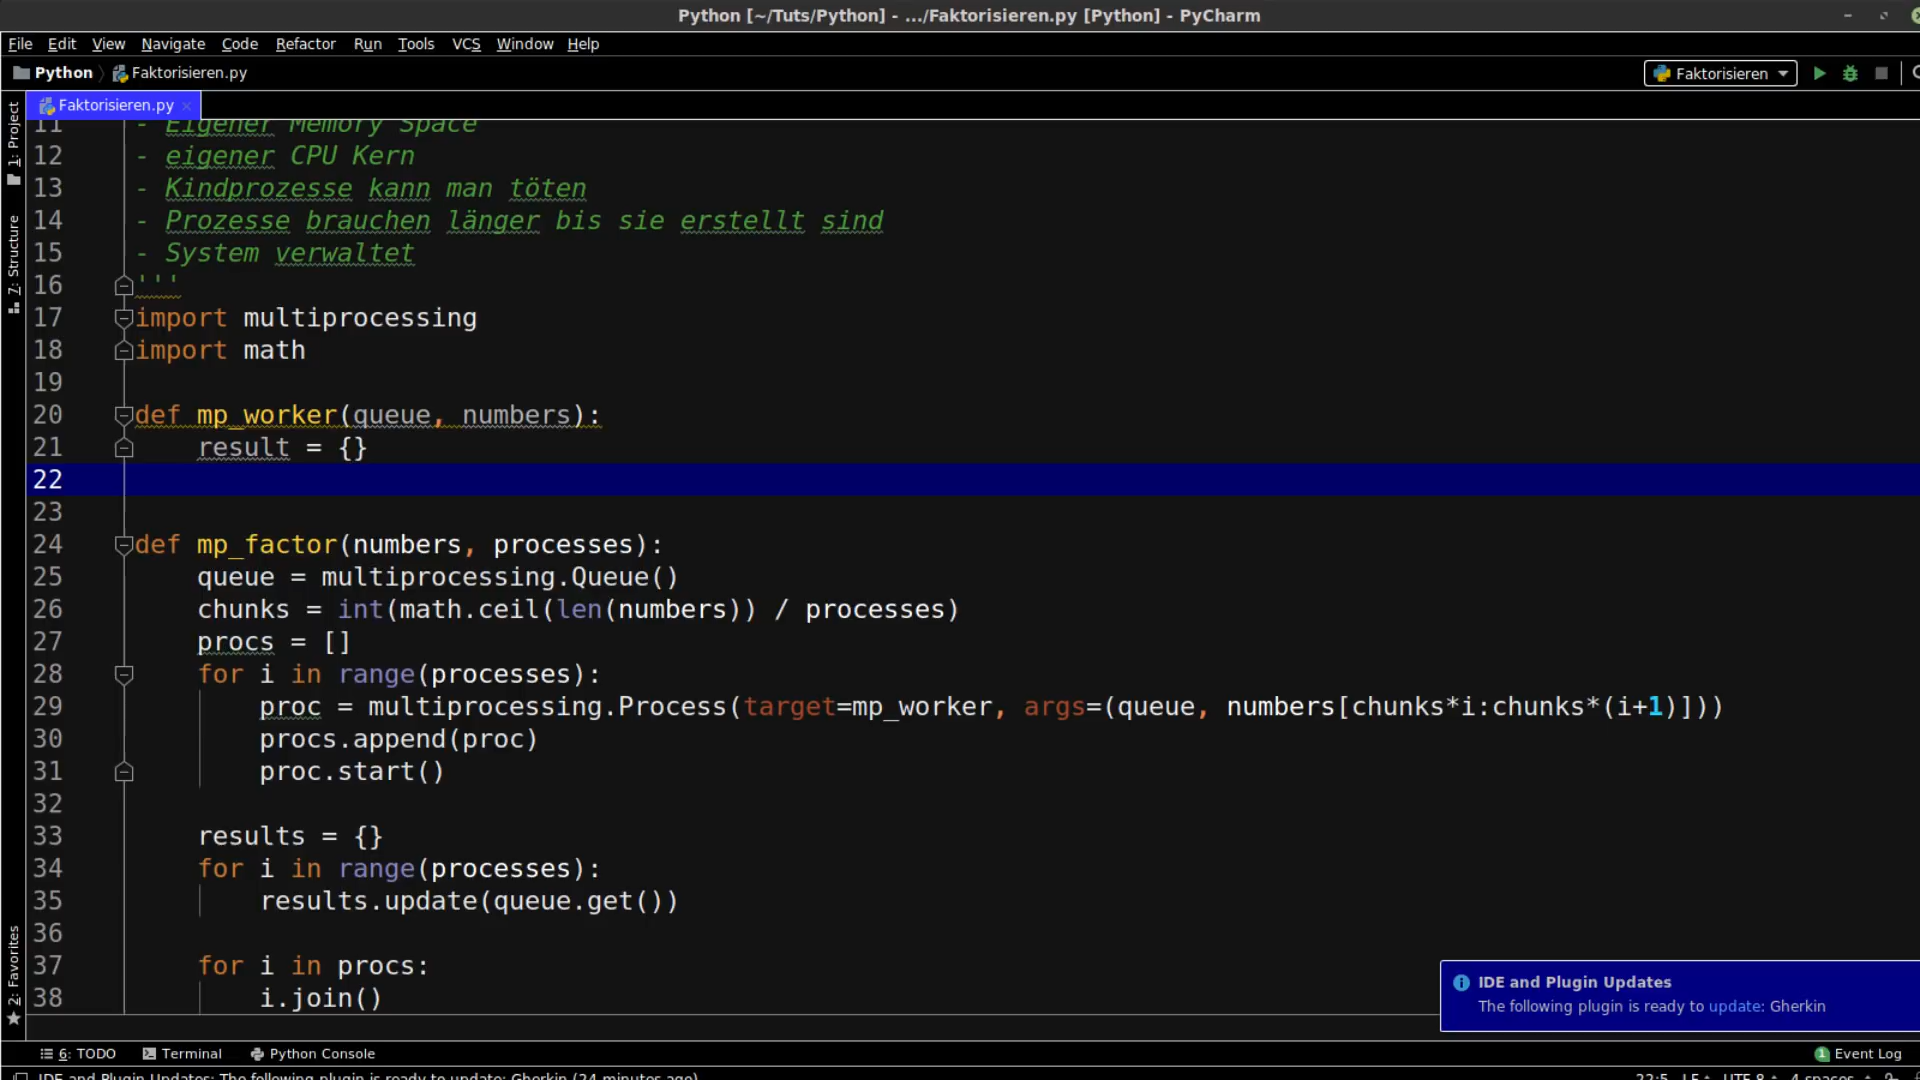 Python [~/Tuts/Python] - .../Faktorisieren.py [Python] - PyCharm
File Edit View Navigate Code Refactor Run Tools VCS Window Help
Python Faktorisieren.py Faktorisieren
Faktorisieren.py
1: Project
7: Structure
2: Favorites
11 - Eigener Memory Space
12 - eigener CPU Kern
13 - Kindprozesse kann man töten
14 - Prozesse brauchen länger bis sie erstellt sind
15 - System verwaltet
16 '''
17 import multiprocessing
18 import math
19
20 def mp_worker(queue, numbers):
21     result = {}
22
23
24 def mp_factor(numbers, processes):
25     queue = multiprocessing.Queue()
26     chunks = int(math.ceil(len(numbers)) / processes)
27     procs = []
28     for i in range(processes):
29         proc = multiprocessing.Process(target=mp_worker, args=(queue, numbers[chunks*i:chunks*(i+1)]))
30         procs.append(proc)
31         proc.start()
32
33     results = {}
34     for i in range(processes):
35         results.update(queue.get())
36
37     for i in procs:
38         i.join()
IDE and Plugin Updates
The following plugin is ready to update: Gherkin
6: TODO Terminal Python Console 1 Event Log
IDE and Plugin Updates: The following plugin is ready to update: Gherkin (24 minutes ago) 22:5 LF UTF-8 4 spaces